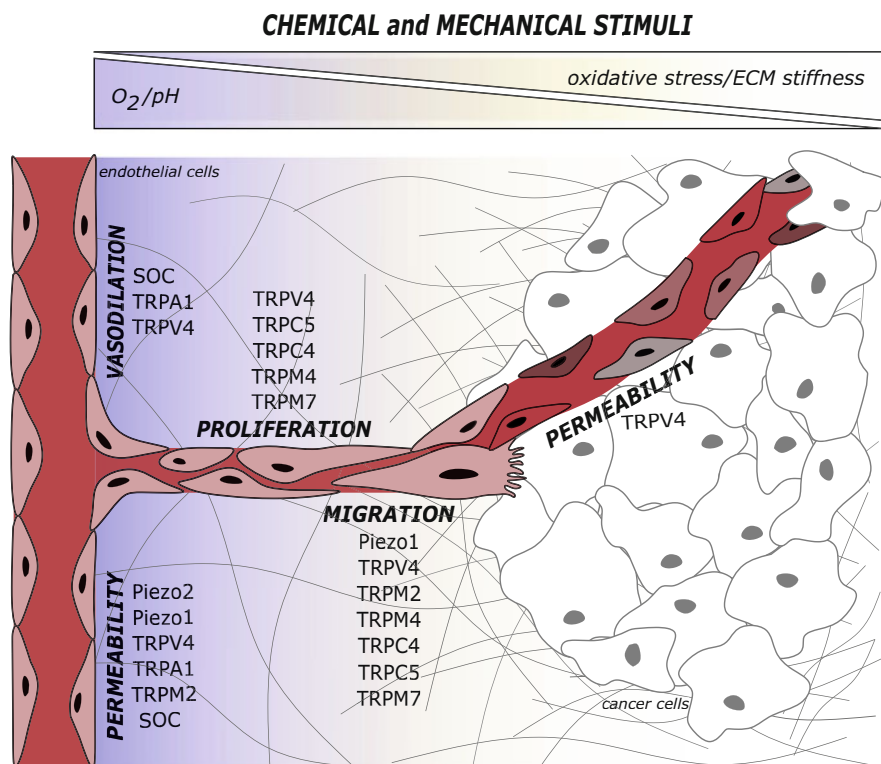 CHEMICAL and MECHANICAL STIMULI
oxidative stress/ECM stiffness
O2/pH
endothelial cells
VASODILATION
SOC
TRPA1
TRPV4
TRPV4
TRPC5
TRPC4
TRPM4
TRPM7
PROLIFERATION
PERMEABILITY
TRPV4
MIGRATION
Piezo1
TRPV4
TRPM2
TRPM4
TRPC4
TRPC5
TRPM7
PERMEABILITY
Piezo2
Piezo1
TRPV4
TRPA1
TRPM2
SOC
cancer cells